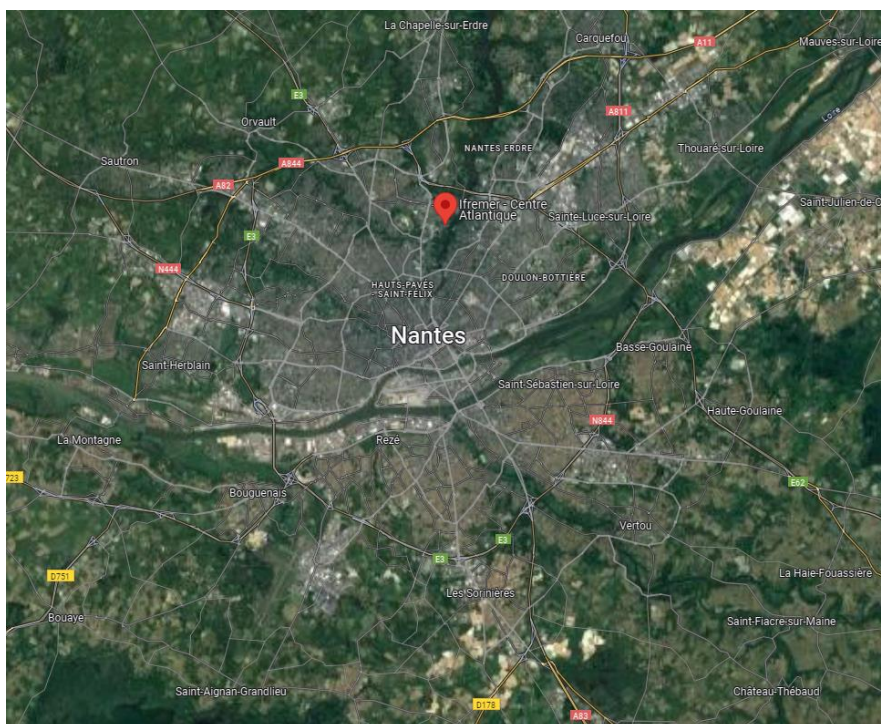 La Chapelle-sur-Erdre
Carquefou
A11
Mauves-sur-Loire
E3
A811
Loire
Orvault
NANTES ERDRE
Thouaré-sur-Loire
Sautron
A844
A82
Ifremer - Centre
Atlantique
Sainte-Luce-sur-Loire
Saint-Julien-de-C
E3
N444
HAUTS-PAVÉS
- SAINT-FÉLIX
DOULON-BOTTIÈRE
Nantes
Basse-Goulaine
Saint-Herblain
Saint-Sébastien-sur-Loire
Haute-Goulaine
La Montagne
Rezé
N844
723
Bouguenais
E62
Vertou
E3
E3
D751
La Haie-Fouassière
Les Sorinières
Bouaye
Saint-Fiacre-sur-Maine
Saint-Aignan-Grandlieu
Château-Thébaud
D178
A83